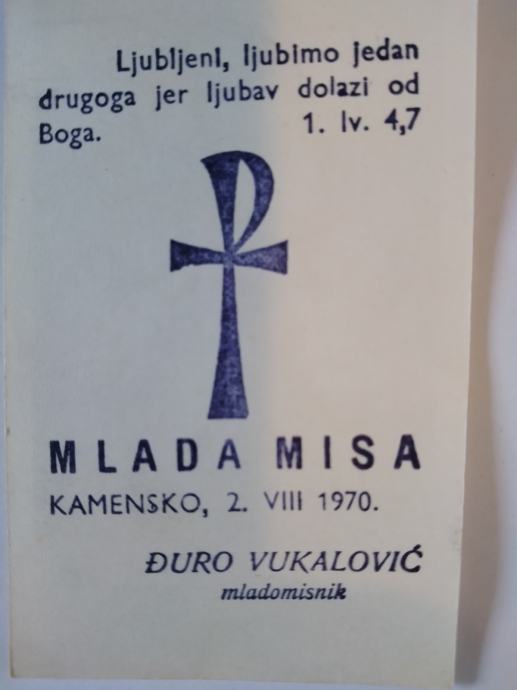 Ljubljeni, ljubimo jedan
drugoga jer ljubav dolazi od
Boga. 1. Iv. 4,7
MLADA MISA
KAMENSKO, 2. VIII 1970.
ĐURO VUKALOVIĆ
mladomisnik